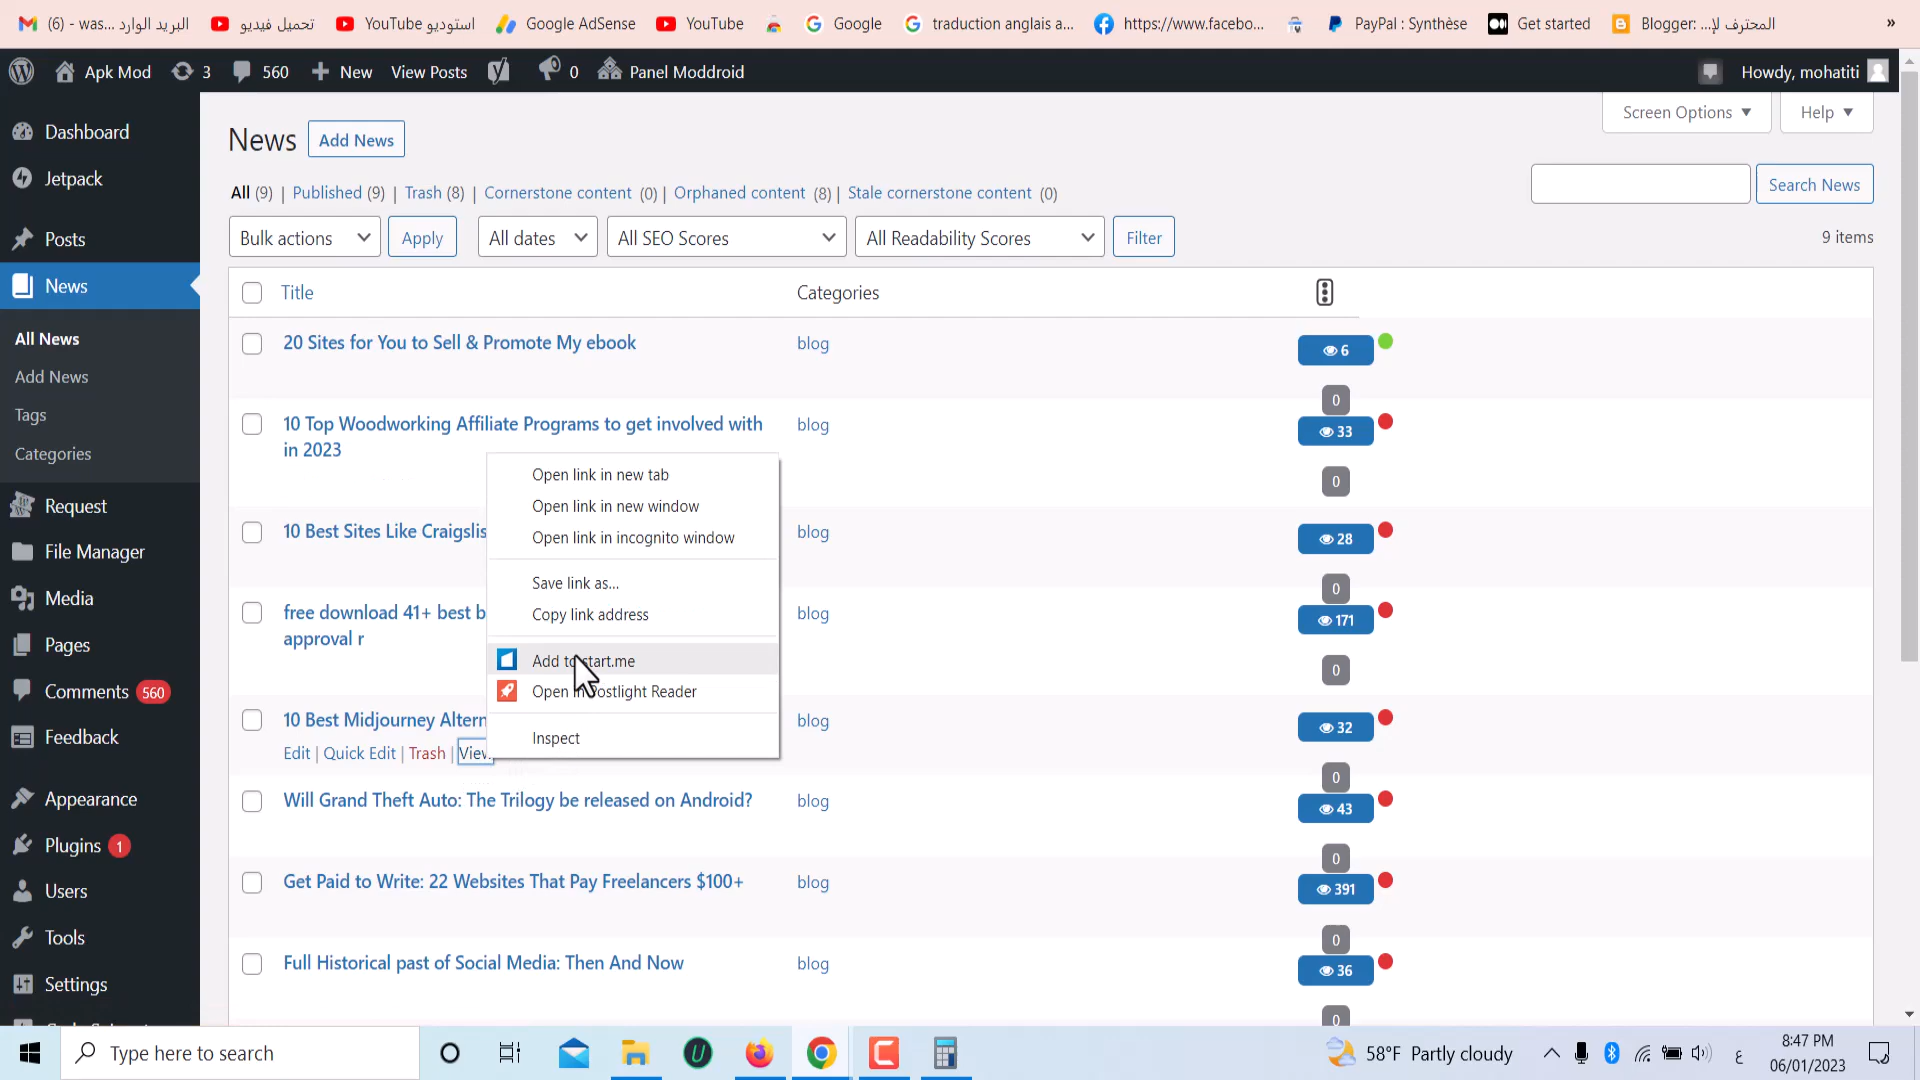 (6) - was... البريد الوارد
تحميل فيديو
YouTube استوديو
Google AdSense
YouTube
Google
traduction anglais a...
https://www.facebo...
PayPal : Synthèse
Get started
Blogger: ...المحترف لإ
»
Apk Mod
3
560
New
View Posts
0
Panel Moddroid
Howdy, mohatiti
Dashboard
Jetpack
Posts
News
All News
Add News
Tags
Categories
Request
File Manager
Media
Pages
Comments 560
Feedback
Appearance
Plugins 1
Users
Tools
Settings
News
Add News
Screen Options
Help
All (9) | Published (9) | Trash (8) | Cornerstone content (0) | Orphaned content (8) | Stale cornerstone content (0)
Search News
Bulk actions
Apply
All dates
All SEO Scores
All Readability Scores
Filter
9 items
Title
Categories
20 Sites for You to Sell & Promote My ebook
blog
6
0
10 Top Woodworking Affiliate Programs to get involved with
in 2023
blog
33
0
10 Best Sites Like Craigslis
blog
28
0
free download 41+ best b
approval r
blog
171
0
10 Best Midjourney Altern
blog
32
Edit | Quick Edit | Trash | View
0
Will Grand Theft Auto: The Trilogy be released on Android?
blog
43
0
Get Paid to Write: 22 Websites That Pay Freelancers $100+
blog
391
0
Full Historical past of Social Media: Then And Now
blog
36
0
Open link in new tab
Open link in new window
Open link in incognito window
Save link as...
Copy link address
Add to start.me
Open in Postlight Reader
Inspect
Type here to search
58°F Partly cloudy
ع
8:47 PM
06/01/2023